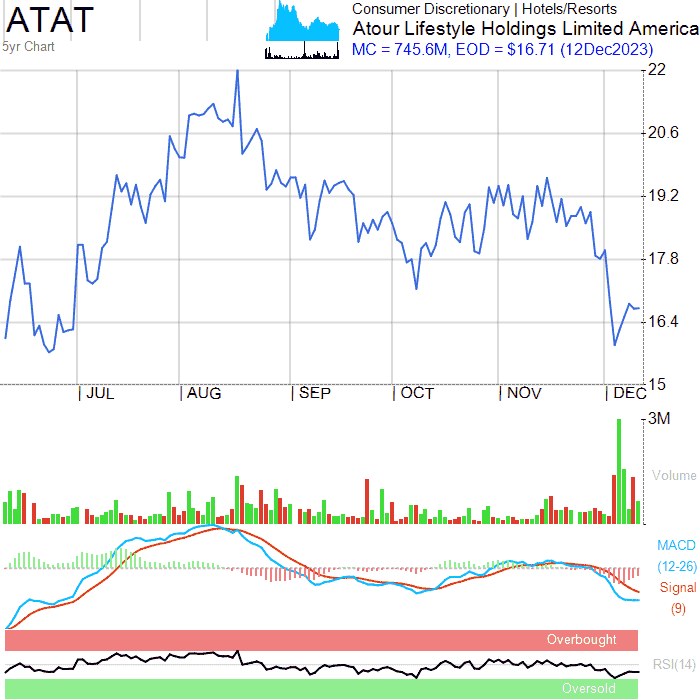 ATAT
5yr Chart
Consumer Discretionary | Hotels/Resorts
Atour Lifestyle Holdings Limited America
MC = 745.6M, EOD = $16.71 (12Dec2023)
22
20.6
19.2
17.8
16.4
15
JUL
AUG
SEP
OCT
NOV
DEC
3M
Volume
MACD
(12-26)
Signal
(9)
Overbought
RSI(14)
Oversold